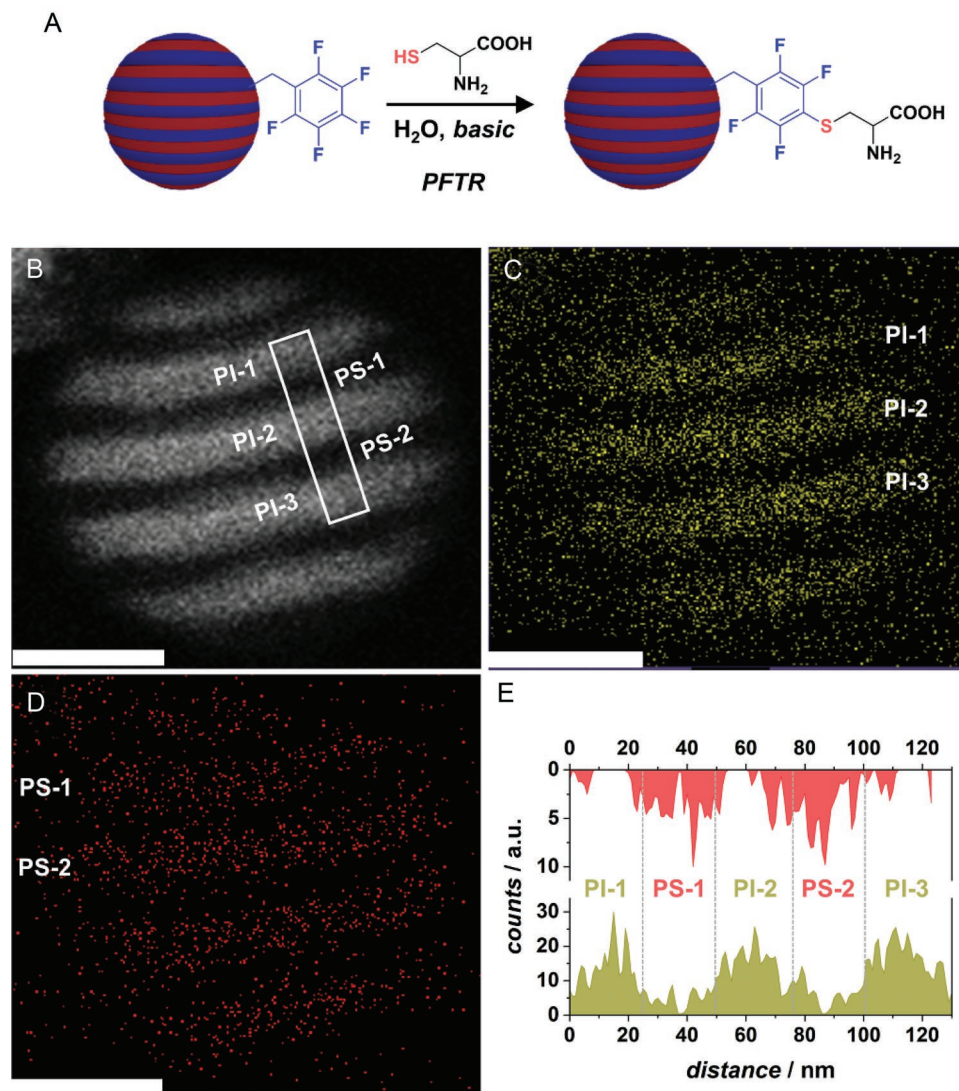 A
F
F
F
F
F
HS
COOH
NH2
H2O, basic
PFTR
F
F
F
F
S
COOH
NH2
B
PI-1
PS-1
PI-2
PS-2
PI-3
C
PI-1
PI-2
PI-3
D
PS-1
PS-2
E
0 20 40 60 80 100 120
0
5
10
PI-1 PS-1 PI-2 PS-2 PI-3
30
20
10
0
counts / a.u.
0 20 40 60 80 100 120
distance / nm